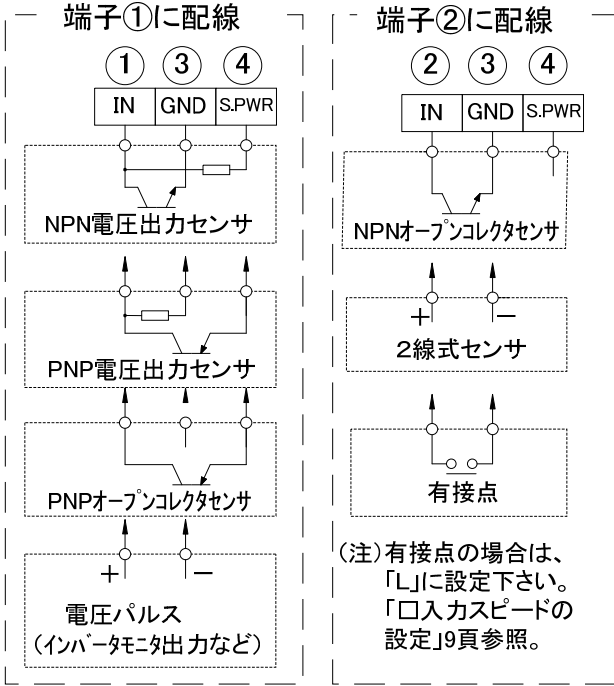 端子①に配線
① ③ ④
IN GND S.PWR
NPN電圧出力センサ
PNP電圧出力センサ
PNPオープンコレクタセンサ
+ −
電圧パルス
(インバータモニタ出力など)
端子②に配線
② ③ ④
IN GND S.PWR
NPNオープンコレクタセンサ
+ −
2線式センサ
有接点
(注)有接点の場合は、
「L」に設定下さい。
「口入力スピードの
設定」9頁参照。